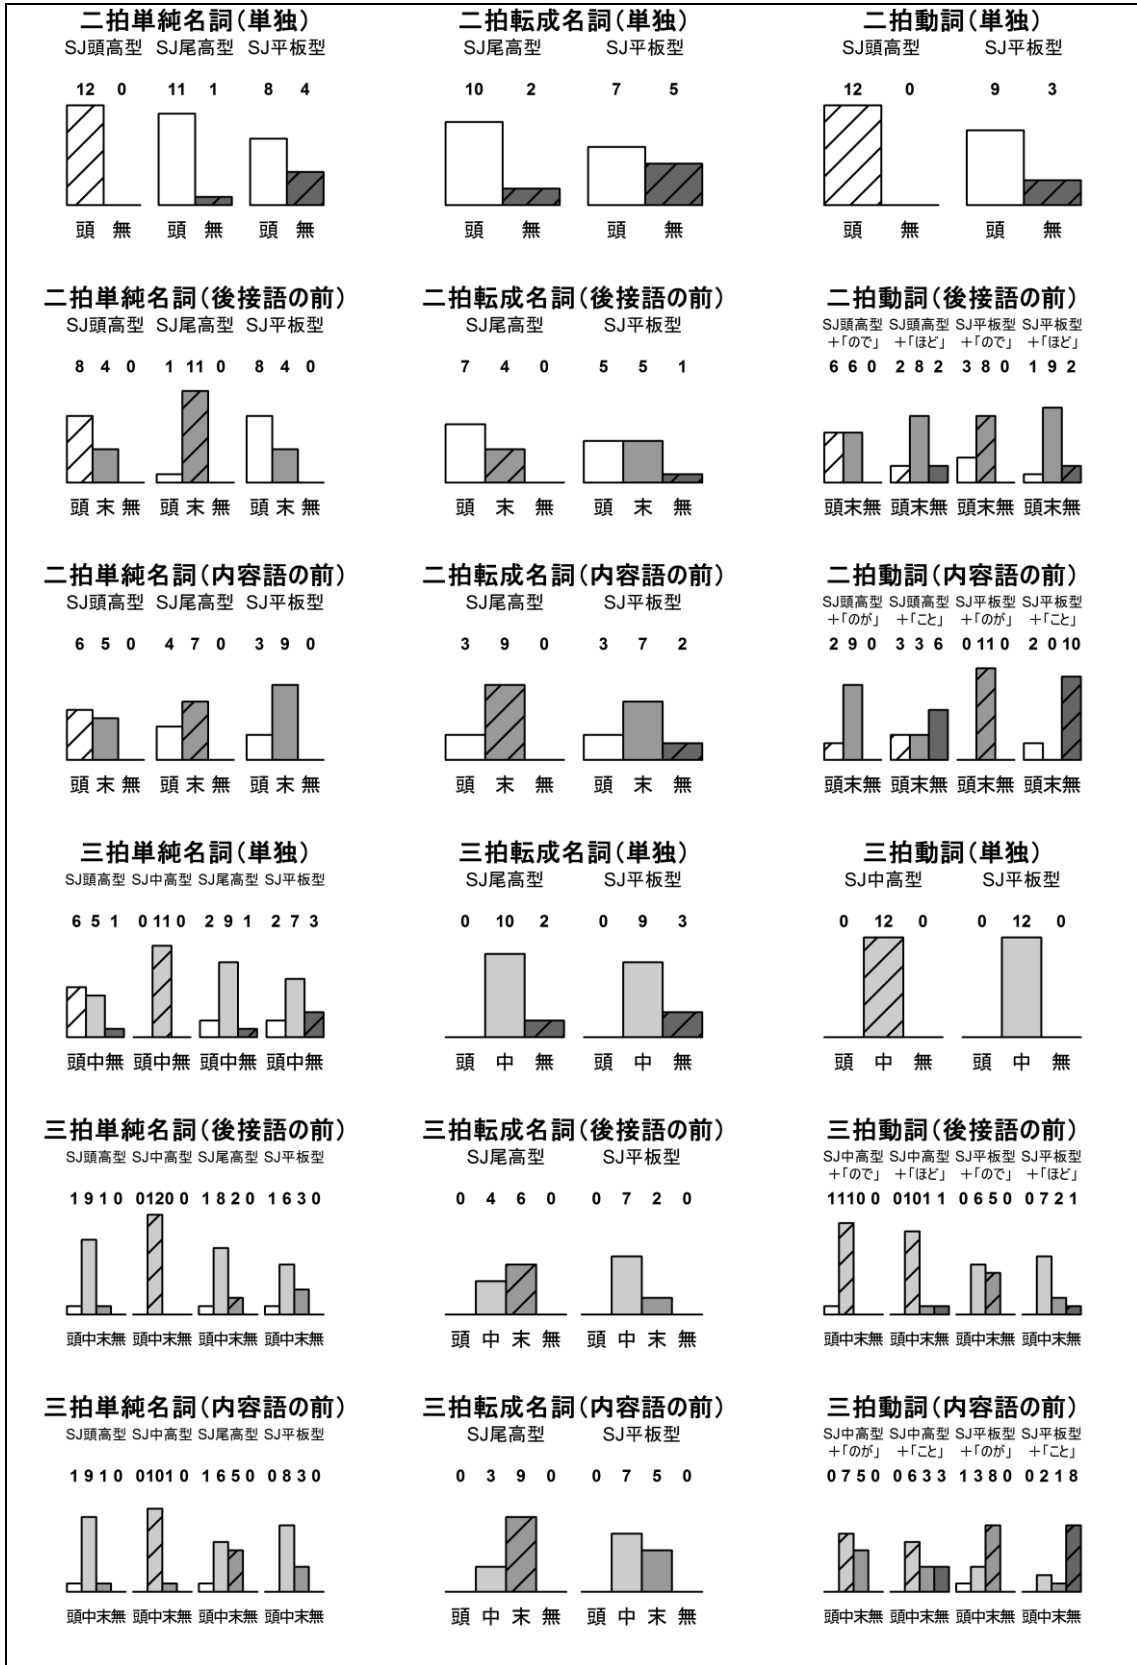 二拍単純名詞（単独） 二拍転成名詞（単独） 二拍動詞（単独）
SJ頭高型 SJ尾高型 SJ平板型 SJ尾高型 SJ平板型 SJ頭高型 SJ平板型
12 0 11 1 8 4 10 2 7 5 12 0 9 3
頭 無 頭 無 頭 無 頭 無 頭 無 頭 無 頭 無
二拍単純名詞（後接語の前） 二拍転成名詞（後接語の前） 二拍動詞（後接語の前）
SJ頭高型 SJ尾高型 SJ平板型 SJ尾高型 SJ平板型 SJ頭高型 SJ頭高型 SJ平板型 SJ平板型
＋「ので」 ＋「ほど」 ＋「ので」 ＋「ほど」
8 4 0 1 11 0 8 4 0 7 4 0 5 5 1 6 6 0 2 8 2 3 8 0 1 9 2
頭 末 無 頭 末 無 頭 末 無 頭 末 無 頭 末 無 頭末無 頭末無 頭末無 頭末無
二拍単純名詞（内容語の前） 二拍転成名詞（内容語の前） 二拍動詞（内容語の前）
SJ頭高型 SJ尾高型 SJ平板型 SJ尾高型 SJ平板型 SJ頭高型 SJ頭高型 SJ平板型 SJ平板型
＋「のが」 ＋「こと」 ＋「のが」 ＋「こと」
6 5 0 4 7 0 3 9 0 3 9 0 3 7 2 2 9 0 3 3 6 0 11 0 2 0 10
頭 末 無 頭 末 無 頭 末 無 頭 末 無 頭 末 無 頭末無 頭末無 頭末無 頭末無
三拍単純名詞（単独） 三拍転成名詞（単独） 三拍動詞（単独）
SJ頭高型 SJ中高型 SJ尾高型 SJ平板型 SJ尾高型 SJ平板型 SJ中高型 SJ平板型
6 5 1 0 11 0 2 9 1 2 7 3 0 10 2 0 9 3 0 12 0 0 12 0
頭中無 頭中無 頭中無 頭中無 頭 中 無 頭 中 無 頭 中 無 頭 中 無
三拍単純名詞（後接語の前） 三拍転成名詞（後接語の前） 三拍動詞（後接語の前）
SJ頭高型 SJ中高型 SJ尾高型 SJ平板型 SJ尾高型 SJ平板型 SJ中高型 SJ中高型 SJ平板型 SJ平板型
＋「ので」 ＋「ほど」 ＋「ので」 ＋「ほど」
1 9 1 0 0 12 0 0 1 8 2 0 1 6 3 0 0 4 6 0 0 7 2 0 1 11 0 0 0 10 1 1 0 6 5 0 0 7 2 1
頭中末無 頭中末無 頭中末無 頭中末無 頭 中 末 無 頭 中 末 無 頭中末無 頭中末無 頭中末無 頭中末無
三拍単純名詞（内容語の前） 三拍転成名詞（内容語の前） 三拍動詞（内容語の前）
SJ頭高型 SJ中高型 SJ尾高型 SJ平板型 SJ尾高型 SJ平板型 SJ中高型 SJ中高型 SJ平板型 SJ平板型
＋「のが」 ＋「こと」 ＋「のが」 ＋「こと」
1 9 1 0 0 10 1 0 1 6 5 0 0 8 3 0 0 3 9 0 0 7 5 0 0 7 5 0 0 6 3 3 1 3 8 0 0 2 1 8
頭中末無 頭中末無 頭中末無 頭中末無 頭 中 末 無 頭 中 末 無 頭中末無 頭中末無 頭中末無 頭中末無